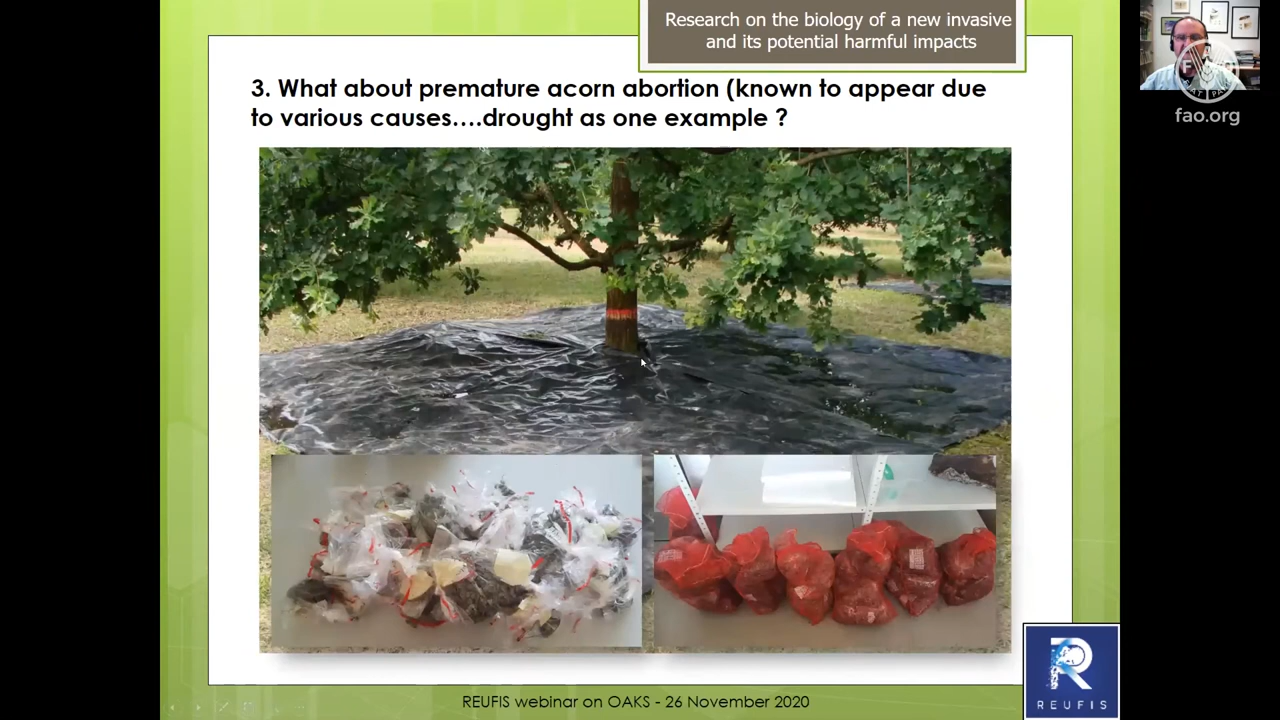 Research on the biology of a new invasive
and its potential harmful impacts
3. What about premature acorn abortion (known to appear due
to various causes....drought as one example ?
fao.org
REUFIS webinar on OAKS - 26 November 2020
R
REUFIS